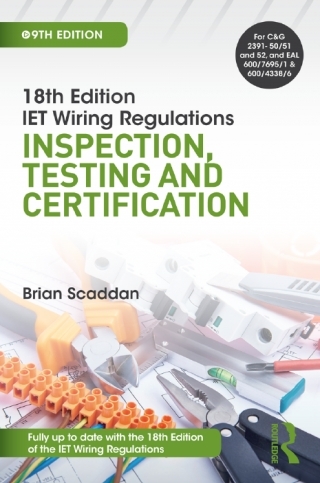 9TH EDITION
For C&G
2391- 50/51
and 52, and EAL
600/7695/1 &
600/4338/6
18th Edition
IET Wiring Regulations
INSPECTION,
TESTING AND
CERTIFICATION
Brian Scaddan
Fully up to date with the 18th Edition
of the IET Wiring Regulations
ROUTLEDGE